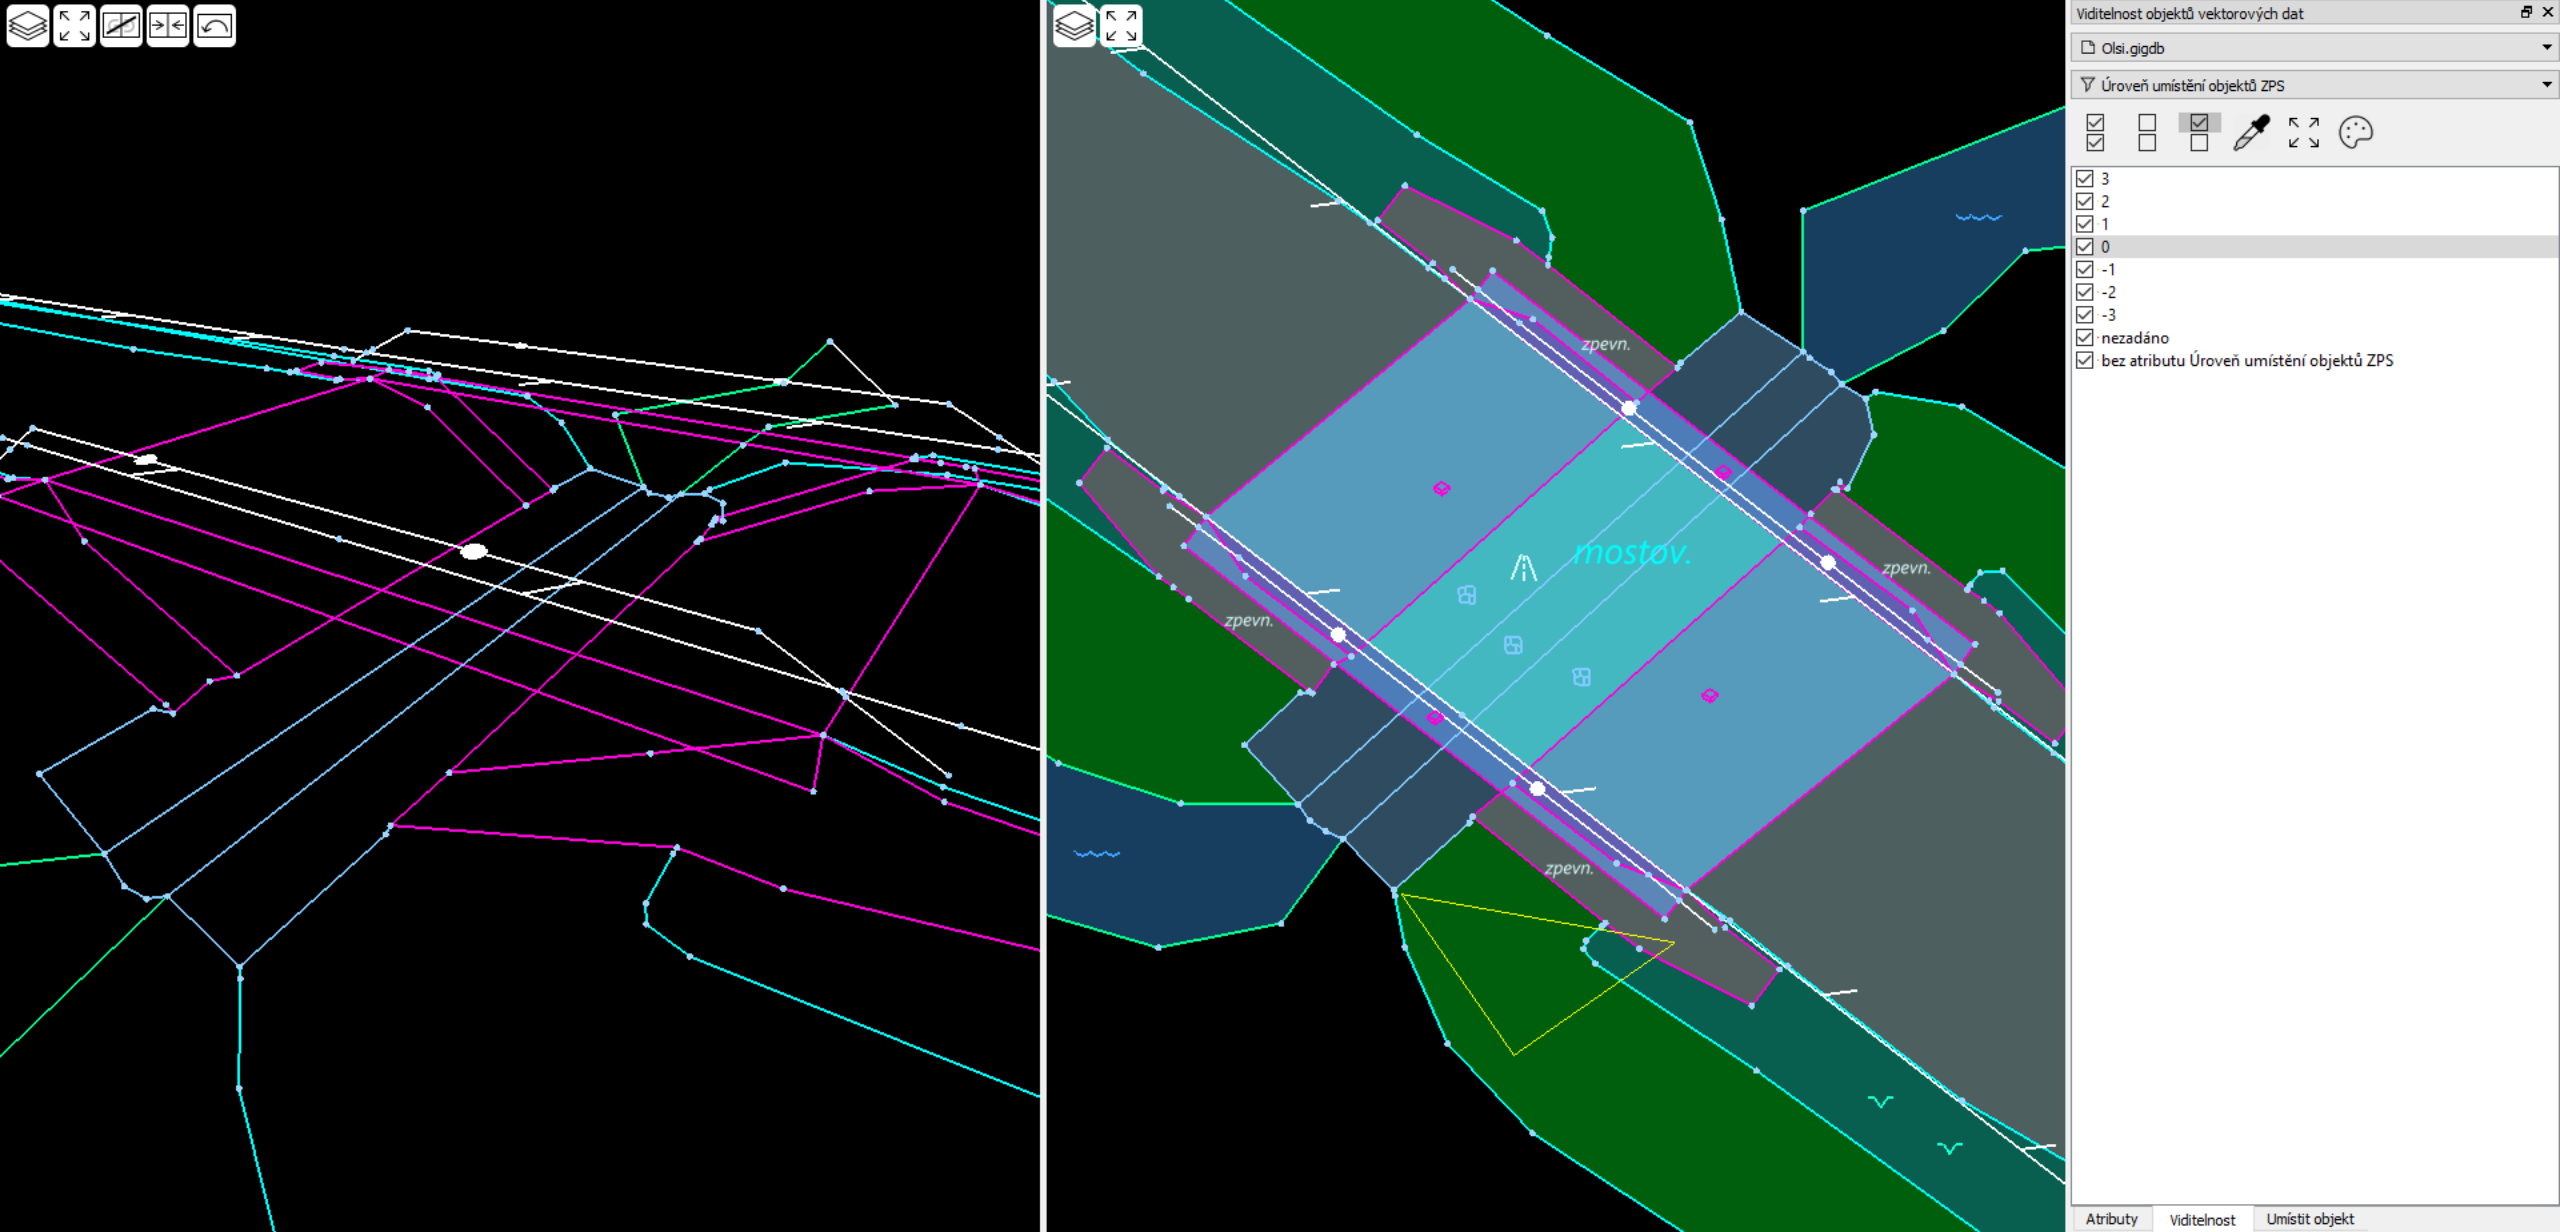 Viditelnost objektů vektorových dat
Olsi.gigdb
Úroveň umístění objektů ZPS
3
2
1
0
-1
-2
-3
nezadáno
bez atributu Úroveň umístění objektů ZPS
zpevn.
mostov.
zpevn.
zpevn.
zpevn.
Atributy
Viditelnost
Umístit objekt